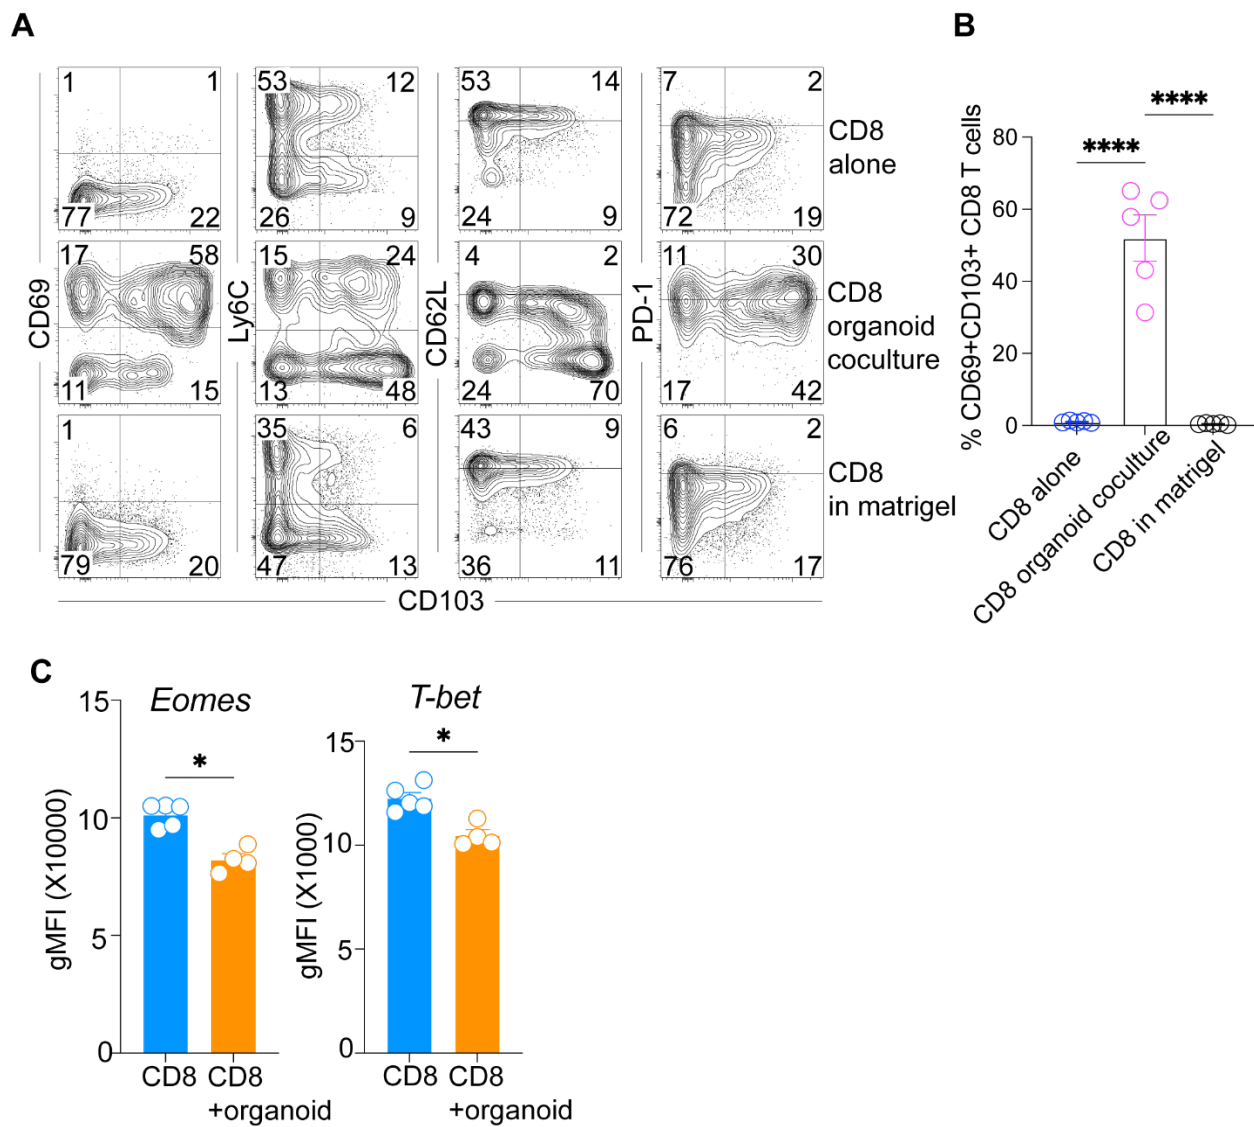 A
B
1 1 53 12 53 14 7 2
CD8
alone
77 22 26 9 24 9 72 19
17 58 15 24 4 2 11 30
CD69
Ly6C
CD62L
PD-1
CD8
organoid
coculture
11 15 13 48 24 70 17 42
1 35 6 43 9 6 2
CD8
in matrigel
79 20 47 13 36 11 76 17
CD103
% CD69+CD103+ CD8 T cells
80
60
40
20
0
**** ****
CD8 alone
CD8 organoid coculture
CD8 in matrigel
C
Eomes
gMFI (X10000)
15
10
5
0
*
CD8 CD8
+organoid
T-bet
gMFI (X1000)
15
10
5
0
*
CD8 CD8
+organoid